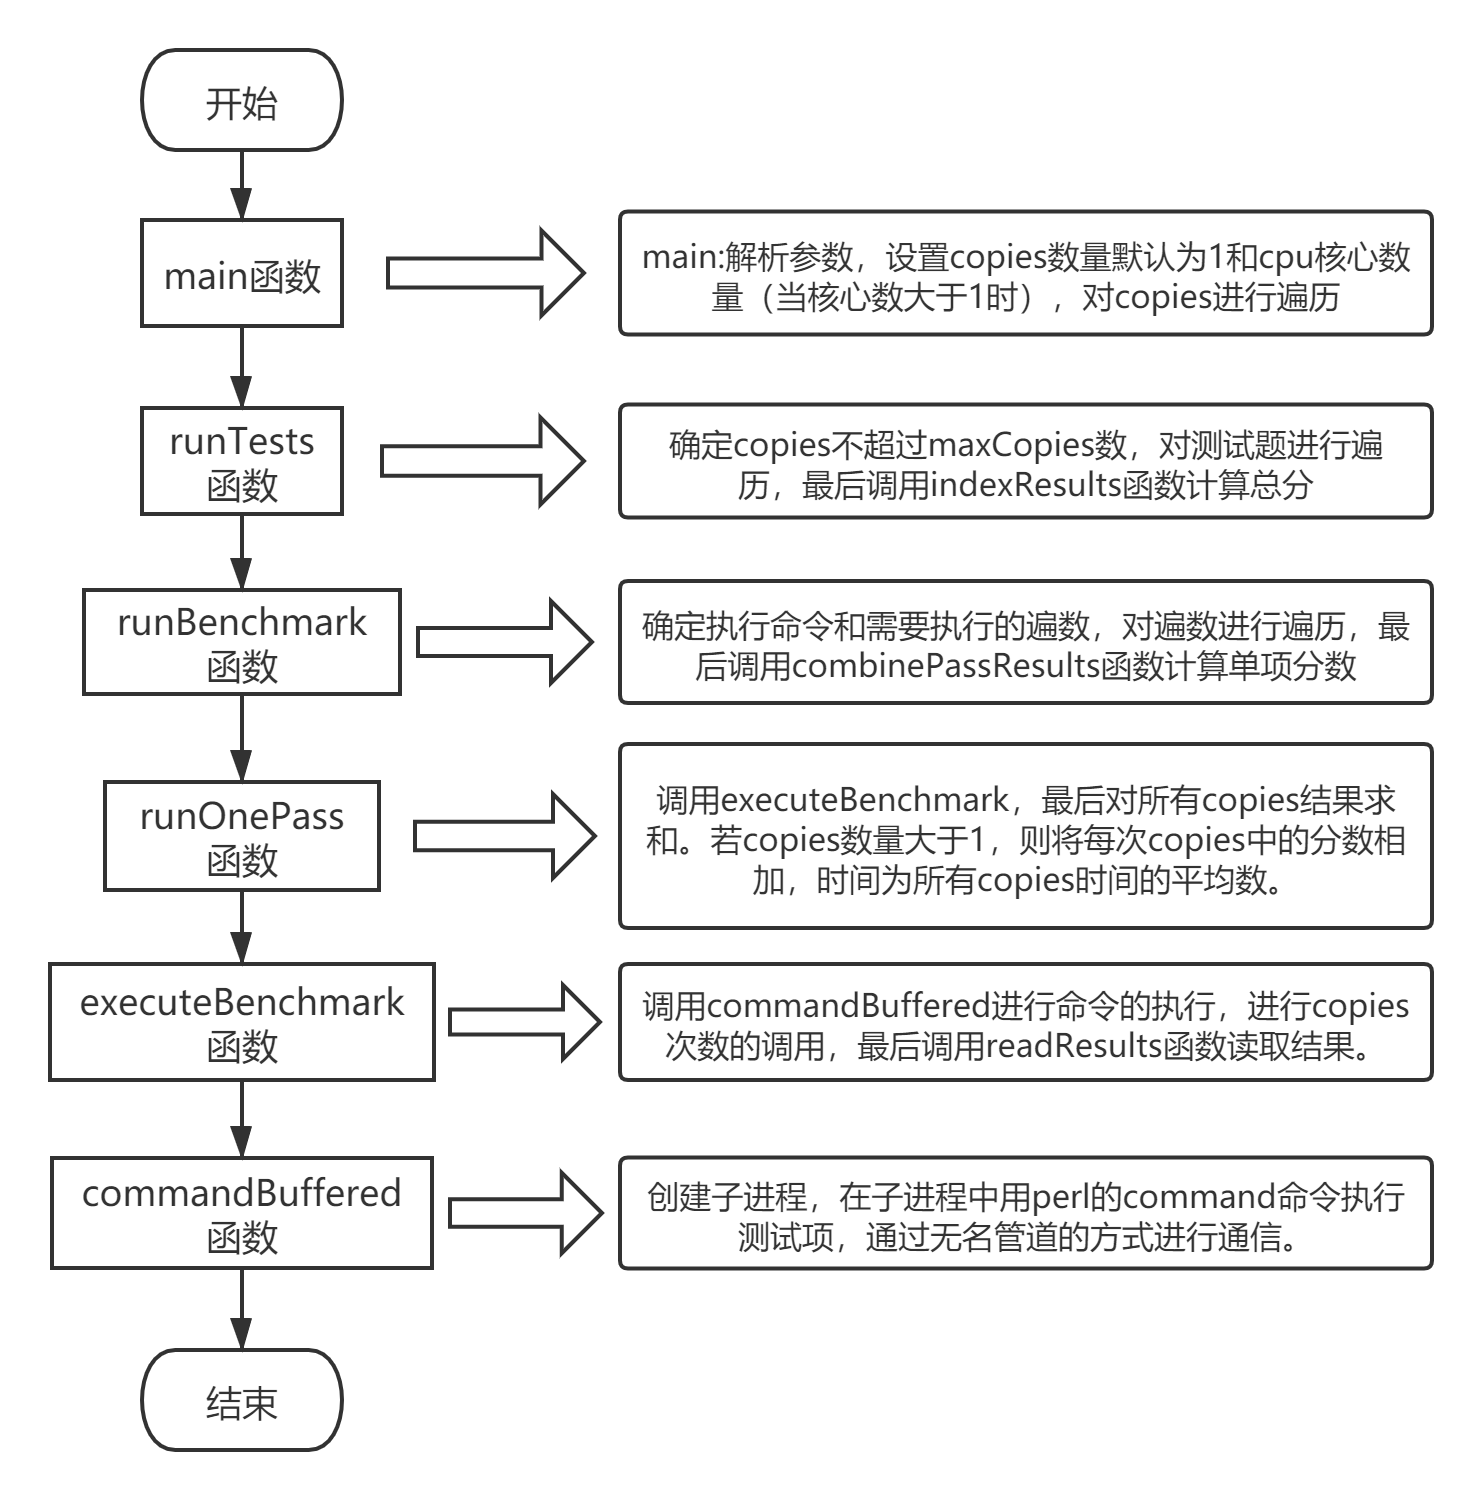 开始
main函数
main:解析参数，设置copies数量默认为1和cpu核心数
量（当核心数大于1时），对copies进行遍历
runTests
函数
确定copies不超过maxCopies数，对测试题进行遍
历，最后调用indexResults函数计算总分
runBenchmark
函数
确定执行命令和需要执行的遍数，对遍数进行遍历，最
后调用combinePassResults函数计算单项分数
runOnePass
函数
调用executeBenchmark，最后对所有copies结果求
和。若copies数量大于1，则将每次copies中的分数相
加，时间为所有copies时间的平均数。
executeBenchmark
函数
调用commandBuffered进行命令的执行，进行copies
次数的调用，最后调用readResults函数读取结果。
commandBuffered
函数
创建子进程，在子进程中用perl的command命令执行
测试项，通过无名管道的方式进行通信。
结束